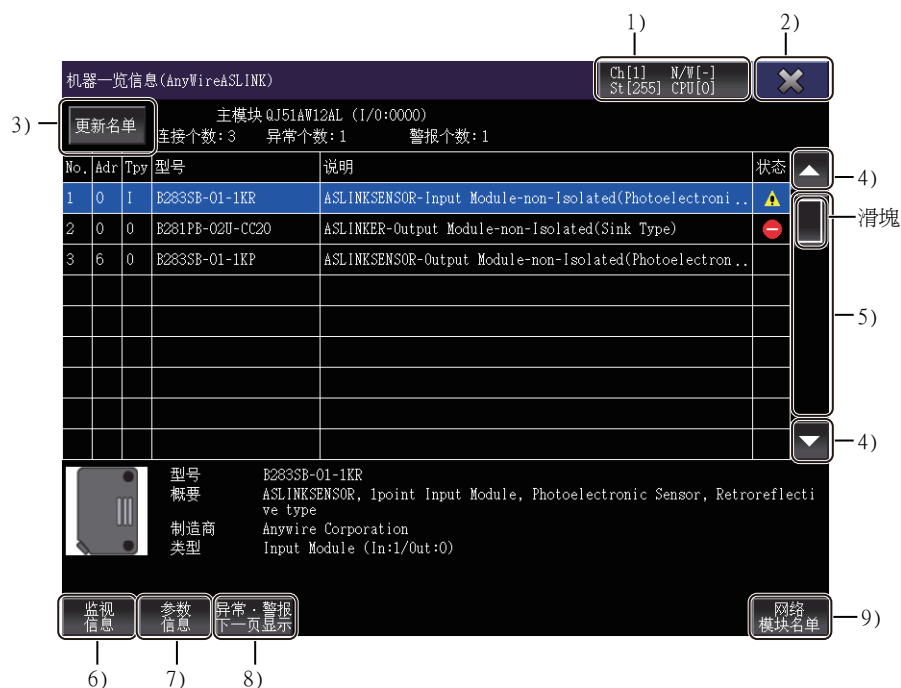 1)
2)
机器一览信息(AnyWireASLINK)
Ch[1] N/W[-]
St[255] CPU[0]
3)
更新名单
主模块 QJ51AW12AL (I/O:0000)
连接个数:3 异常个数:1 警报个数:1
No. Adr Tpy 型号 说明 状态
4)
1 0 I B283SB-01-1KR ASLINKSENSOR-Input Module-non-Isolated(Photoelectroni..
滑塊
2 0 0 B281PB-02U-CC20 ASLINKER-Output Module-non-Isolated(Sink Type)
3 6 0 B283SB-01-1KP ASLINKSENSOR-Output Module-non-Isolated(Photoelectron..
5)
4)
型号 B283SB-01-1KR
概要 ASLINKSENSOR, 1point Input Module, Photoelectronic Sensor, Retroreflecti
ve type
制造商 Anywire Corporation
类型 Input Module (In:1/Out:0)
监视
信息
参数
信息
异常·警报
下一页显示
网络
模块名单
9)
6)
7)
8)